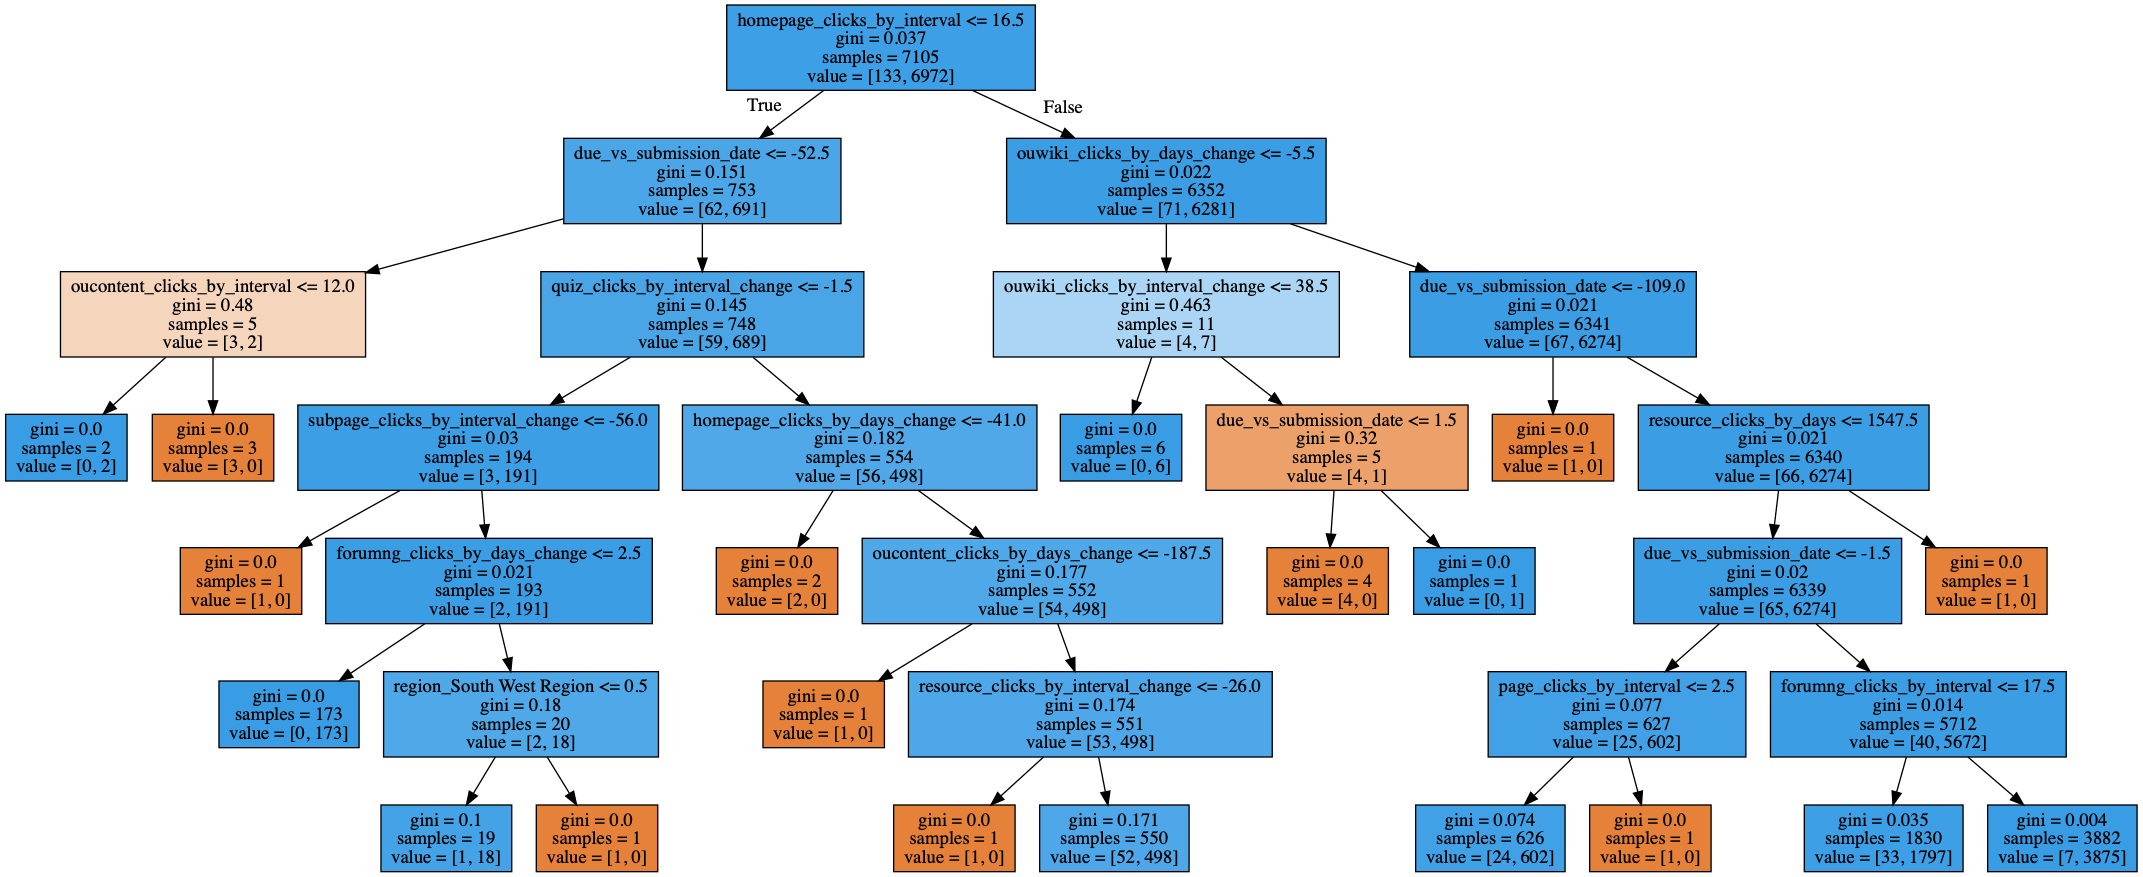 homepage_clicks_by_interval <= 16.5
gini = 0.037
samples = 7105
value = [133, 6972]
True
False
due_vs_submission_date <= -52.5
gini = 0.151
samples = 753
value = [62, 691]
ouwiki_clicks_by_days_change <= -5.5
gini = 0.022
samples = 6352
value = [71, 6281]
oucontent_clicks_by_interval <= 12.0
gini = 0.48
samples = 5
value = [3, 2]
quiz_clicks_by_interval_change <= -1.5
gini = 0.145
samples = 748
value = [59, 689]
ouwiki_clicks_by_interval_change <= 38.5
gini = 0.463
samples = 11
value = [4, 7]
due_vs_submission_date <= -109.0
gini = 0.021
samples = 6341
value = [67, 6274]
gini = 0.0
samples = 2
value = [0, 2]
gini = 0.0
samples = 3
value = [3, 0]
subpage_clicks_by_interval_change <= -56.0
gini = 0.03
samples = 194
value = [3, 191]
homepage_clicks_by_days_change <= -41.0
gini = 0.182
samples = 554
value = [56, 498]
gini = 0.0
samples = 6
value = [0, 6]
due_vs_submission_date <= 1.5
gini = 0.32
samples = 5
value = [4, 1]
gini = 0.0
samples = 1
value = [1, 0]
resource_clicks_by_days <= 1547.5
gini = 0.021
samples = 6340
value = [66, 6274]
gini = 0.0
samples = 1
value = [1, 0]
forumng_clicks_by_days_change <= 2.5
gini = 0.021
samples = 193
value = [2, 191]
gini = 0.0
samples = 2
value = [2, 0]
oucontent_clicks_by_days_change <= -187.5
gini = 0.177
samples = 552
value = [54, 498]
gini = 0.0
samples = 4
value = [4, 0]
gini = 0.0
samples = 1
value = [0, 1]
due_vs_submission_date <= -1.5
gini = 0.02
samples = 6339
value = [65, 6274]
gini = 0.0
samples = 1
value = [1, 0]
gini = 0.0
samples = 173
value = [0, 173]
region_South West Region <= 0.5
gini = 0.18
samples = 20
value = [2, 18]
gini = 0.0
samples = 1
value = [1, 0]
resource_clicks_by_interval_change <= -26.0
gini = 0.174
samples = 551
value = [53, 498]
page_clicks_by_interval <= 2.5
gini = 0.077
samples = 627
value = [25, 602]
forumng_clicks_by_interval <= 17.5
gini = 0.014
samples = 5712
value = [40, 5672]
gini = 0.1
samples = 19
value = [1, 18]
gini = 0.0
samples = 1
value = [1, 0]
gini = 0.0
samples = 1
value = [1, 0]
gini = 0.171
samples = 550
value = [52, 498]
gini = 0.074
samples = 626
value = [24, 602]
gini = 0.0
samples = 1
value = [1, 0]
gini = 0.035
samples = 1830
value = [33, 1797]
gini = 0.004
samples = 3882
value = [7, 3875]